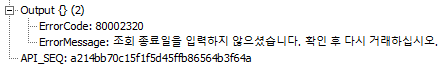 Output {} (2)
ErrorCode: 80002320
ErrorMessage: 조회 종료일을 입력하지 않으셨습니다. 확인 후 다시 거래하십시오.
API_SEQ: a214bb70c15f1f5d45ffb86564b3f64a